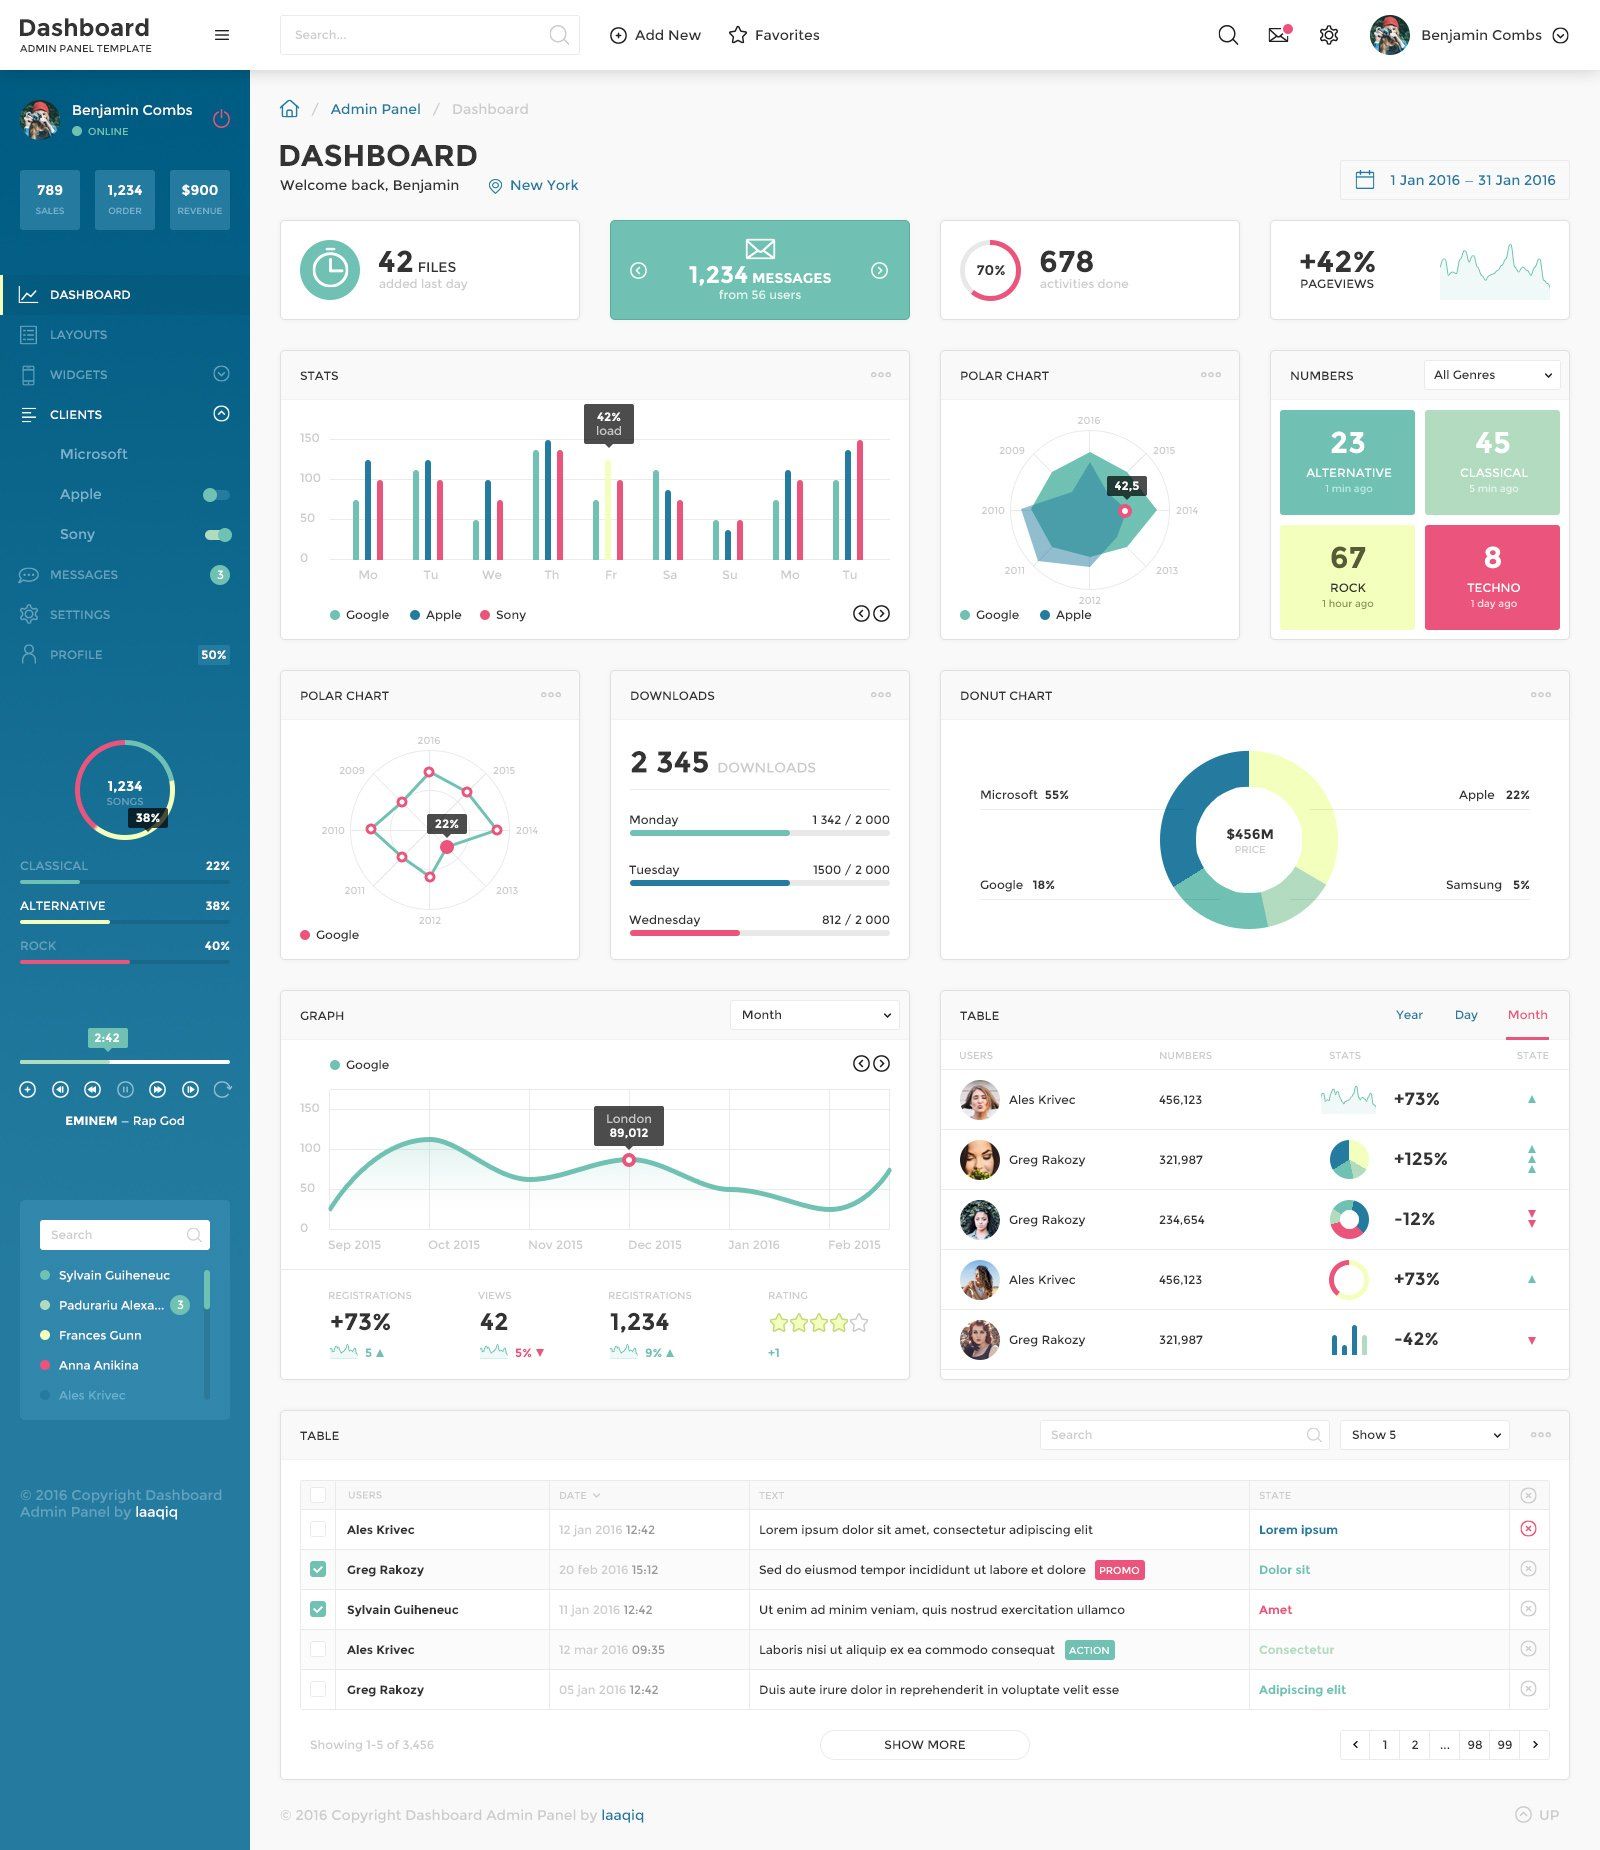 Dashboard
ADMIN PANEL TEMPLATE
Search...
Add New
Favorites
Benjamin Combs
Benjamin Combs
ONLINE
789
SALES
1,234
ORDER
$900
REVENUE
DASHBOARD
LAYOUTS
WIDGETS
CLIENTS
Microsoft
Apple
Sony
MESSAGES 3
SETTINGS
PROFILE 50%
1,234
SONGS
38%
CLASSICAL 22%
ALTERNATIVE 38%
ROCK 40%
2:42
EMINEM – Rap God
Search
Sylvain Guiheneuc
Padurariu Alexa... 3
Frances Gunn
Anna Anikina
Ales Krivec
© 2016 Copyright Dashboard
Admin Panel by laaqiq
/ Admin Panel / Dashboard
DASHBOARD
Welcome back, Benjamin
New York
1 Jan 2016 – 31 Jan 2016
42 FILES
added last day
1,234 MESSAGES
from 56 users
70%
678
activities done
+42%
PAGEVIEWS
STATS
42%
load
150
100
50
0
Mo Tu We Th Fr Sa Su Mo Tu
Google Apple Sony
POLAR CHART
2016
2009 2015
42,5
2010 2014
2011 2013
2012
Google Apple
NUMBERS
All Genres
23
ALTERNATIVE
1 min ago
45
CLASSICAL
5 min ago
67
ROCK
1 hour ago
8
TECHNO
1 day ago
POLAR CHART
2016
2009 2015
22%
2010 2014
2011 2013
2012
Google
DOWNLOADS
2 345 DOWNLOADS
Monday 1 342 / 2 000
Tuesday 1500 / 2 000
Wednesday 812 / 2 000
DONUT CHART
Microsoft 55%
Apple 22%
$456M
PRICE
Google 18%
Samsung 5%
GRAPH
Month
Google
London
89,012
150
100
50
0
Sep 2015 Oct 2015 Nov 2015 Dec 2015 Jan 2016 Feb 2015
REGISTRATIONS
+73%
5
VIEWS
42
5%
REGISTRATIONS
1,234
9%
RATING
+1
TABLE
Year Day Month
USERS NUMBERS STATS STATE
Ales Krivec 456,123 +73%
Greg Rakozy 321,987 +125%
Greg Rakozy 234,654 -12%
Ales Krivec 456,123 +73%
Greg Rakozy 321,987 -42%
TABLE
Search
Show 5
USERS DATE TEXT STATE
Ales Krivec 12 jan 2016 12:42 Lorem ipsum dolor sit amet, consectetur adipiscing elit Lorem ipsum
Greg Rakozy 20 feb 2016 15:12 Sed do eiusmod tempor incididunt ut labore et dolore PROMO Dolor sit
Sylvain Guiheneuc 11 jan 2016 12:42 Ut enim ad minim veniam, quis nostrud exercitation ullamco Amet
Ales Krivec 12 mar 2016 09:35 Laboris nisi ut aliquip ex ea commodo consequat ACTION Consectetur
Greg Rakozy 05 jan 2016 12:42 Duis aute irure dolor in reprehenderit in voluptate velit esse Adipiscing elit
Showing 1-5 of 3,456
SHOW MORE
1 2 ... 98 99
© 2016 Copyright Dashboard Admin Panel by laaqiq
UP